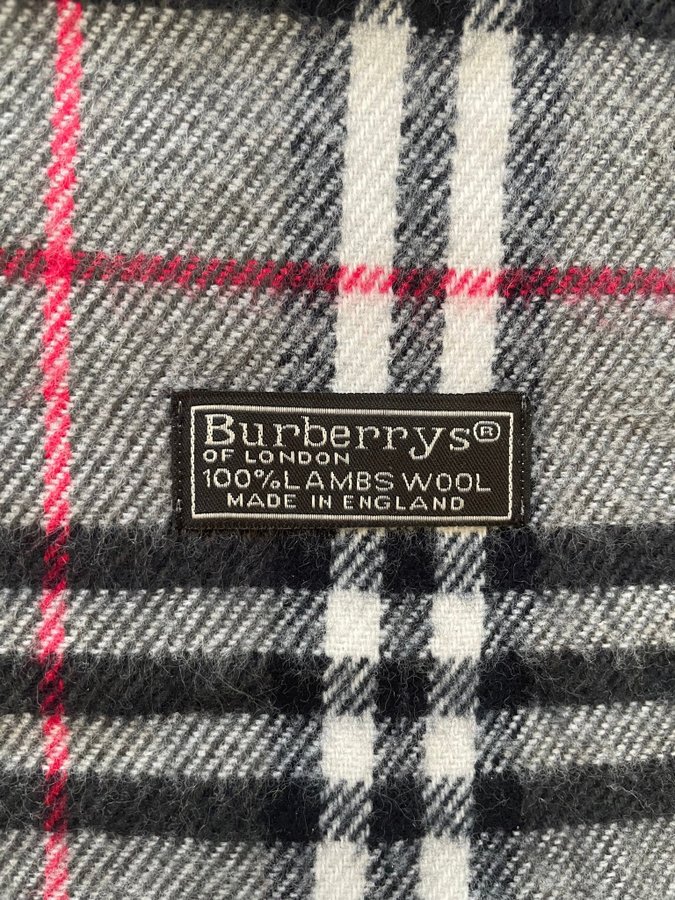 Burberrys®
OF LONDON
100% LAMBS WOOL
MADE IN ENGLAND